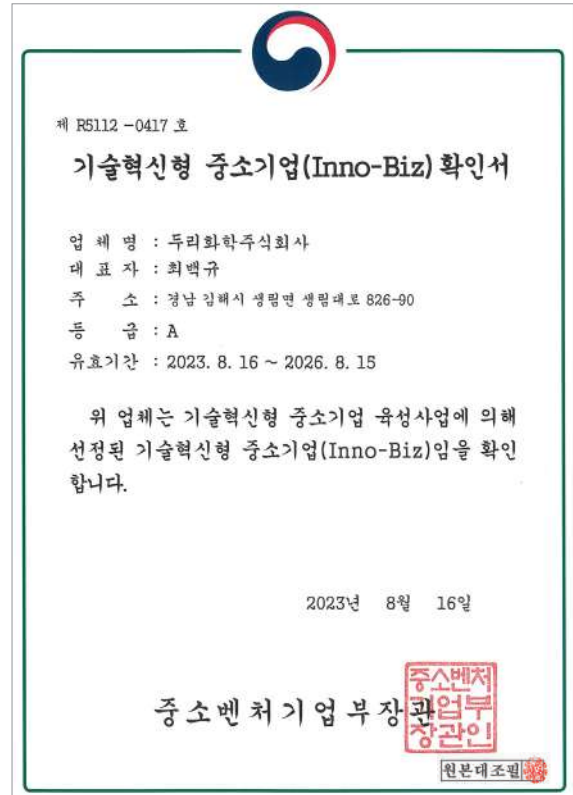 제 R5112 -0417 호
기술혁신형 중소기업(Inno-Biz) 확인서
업 체 명 : 두리화학주식회사
대 표 자 : 최백규
주 소 : 경남 김해시 생림면 생림대로 826-90
등 급 : A
유효기간 : 2023. 8. 16 ~ 2026. 8. 15
위 업체는 기술혁신형 중소기업 육성사업에 의해
선정된 기술혁신형 중소기업(Inno-Biz)임을 확인
합니다.
2023년 8월 16일
중소벤처기업부장관
중소벤처
기업부
장관인
원본대조필